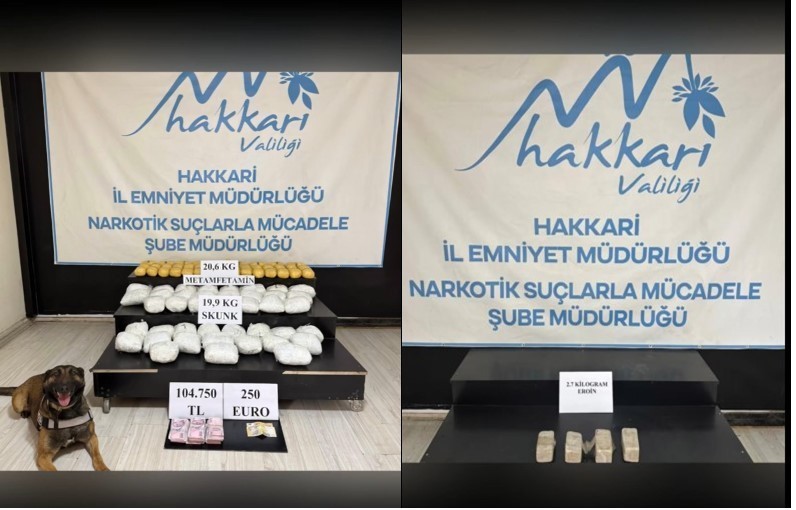 hakkari
Valiliği
HAKKARİ
İL EMNİYET MÜDÜRLÜĞÜ
NARKOTİK SUÇLARLA MÜCADELE
ŞUBE MÜDÜRLÜĞÜ
20,6 KG
METAMFETAMİN
19,9 KG
SKUNK
104.750
TL
250
EURO
hakkari
Valiliği
HAKKARİ
İL EMNİYET MÜDÜRLÜĞÜ
NARKOTİK SUÇLARLA MÜCADELE
ŞUBE MÜDÜRLÜĞÜ
2.7 KİLOGRAM
EROİN